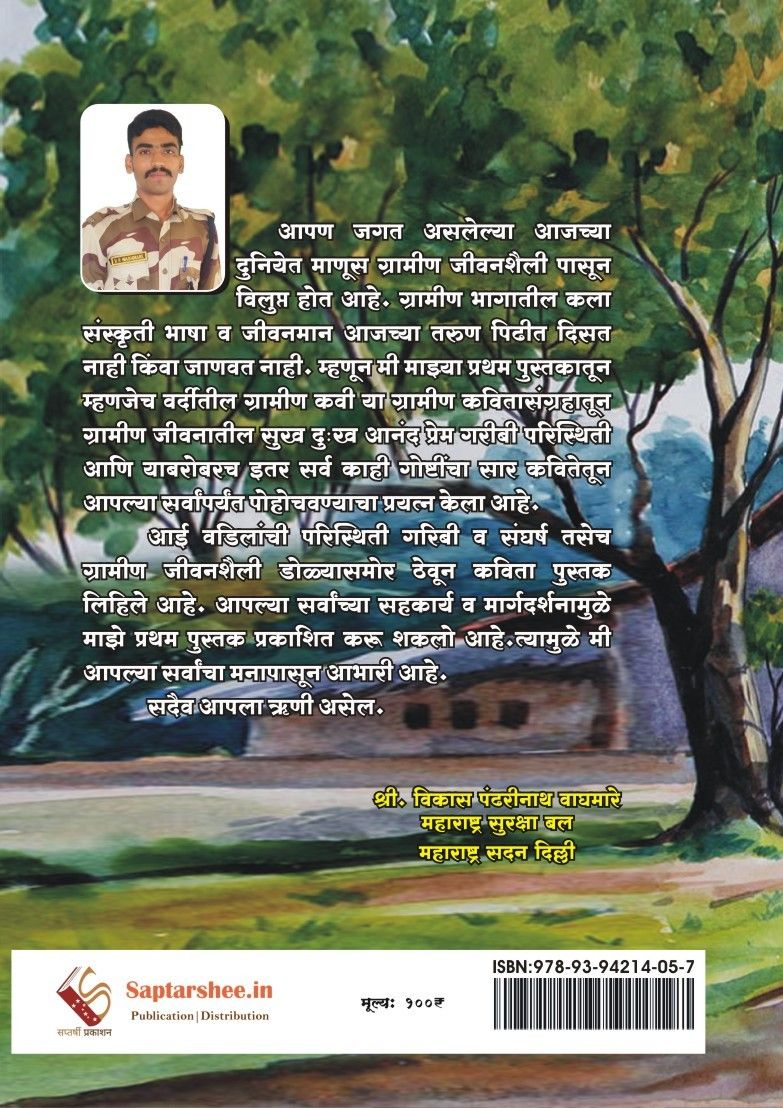 आपण जगत असलेल्या आजच्या
दुनियेत माणूस ग्रामीण जीवनशैली पासून
विलुप्त होत आहे. ग्रामीण भागातील कला
संस्कृती भाषा व जीवनमान आजच्या तरुण पिढीत दिसत
नाही किंवा जाणवत नाही. म्हणून मी माझ्या प्रथम पुस्तकातून
म्हणजेच वर्दीतील ग्रामीण कवी या ग्रामीण कवितासंग्रहातून
ग्रामीण जीवनातील सुख दुःख आनंद प्रेम गरीबी परिस्थिती
आणि याबरोबरच इतर सर्व काही गोष्टींचा सार कवितेतून
आपल्या सर्वांपर्यंत पोहोचवण्याचा प्रयत्न केला आहे.
आई वडिलांची परिस्थिती गरिबी व संघर्ष तसेच
ग्रामीण जीवनशैली डोळ्यासमोर ठेवून कविता पुस्तक
लिहिले आहे. आपल्या सर्वांच्या सहकार्य व मार्गदर्शनामुळे
माझे प्रथम पुस्तक प्रकाशित करू शकलो आहे.त्यामुळे मी
आपल्या सर्वांचा मनापासून आभारी आहे.
सदैव आपला ऋणी असेल.
श्री. विकास पंढरीनाथ वाघमारे
महाराष्ट्र सुरक्षा बल
महाराष्ट्र सदन दिल्ली
Saptarshee.in
Publication|Distribution
सप्तर्षी प्रकाशन
मूल्य: १००₹
ISBN:978-93-94214-05-7